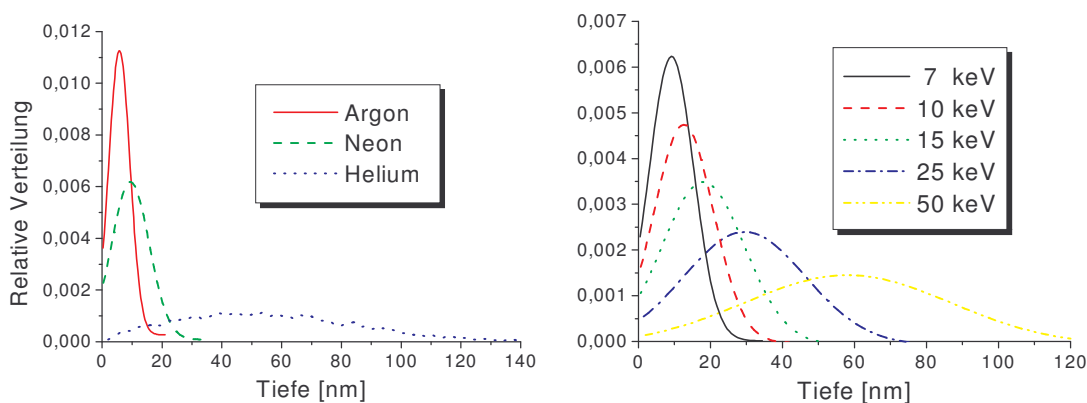 0,012
0,010
0,008
0,006
0,004
0,002
0,000
Relative Verteilung
Argon
Neon
Helium
0 20 40 60 80 100 120 140
Tiefe [nm]
0,007
0,006
0,005
0,004
0,003
0,002
0,001
0,000
7 keV
10 keV
15 keV
25 keV
50 keV
0 20 40 60 80 100 120
Tiefe [nm]